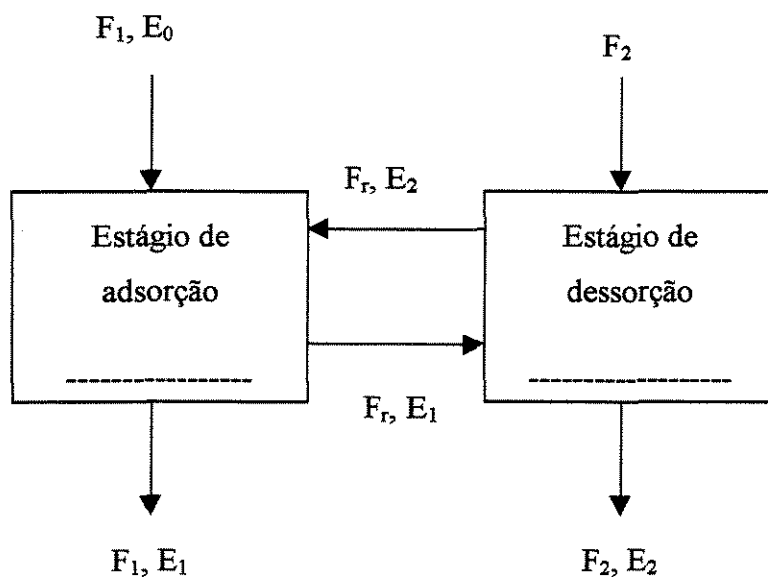 F₁, E₀
F₂
Fᵣ, E₂
Estágio de
adsorção
Estágio de
dessorção
Fᵣ, E₁
F₁, E₁
F₂, E₂